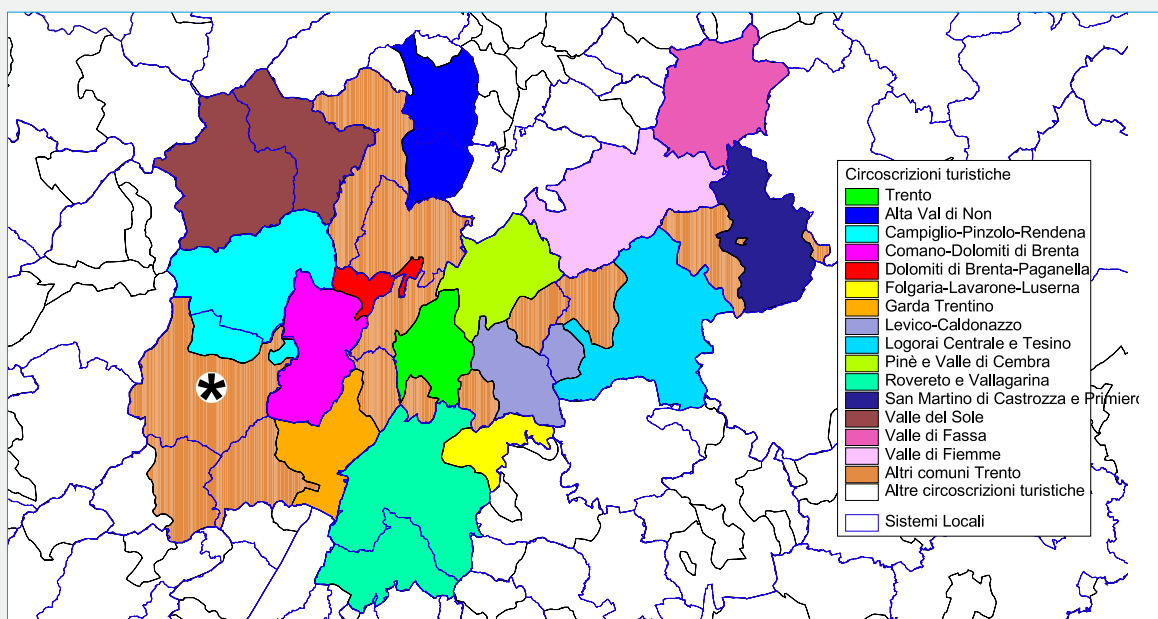 Circoscrizioni turistiche
Trento
Alta Val di Non
Campiglio-Pinzolo-Rendena
Comano-Dolomiti di Brenta
Dolomiti di Brenta-Paganella
Folgaria-Lavarone-Luserna
Garda Trentino
Levico-Caldonazzo
Logorai Centrale e Tesino
Pinè e Valle di Cembra
Rovereto e Vallagarina
San Martino di Castrozza e Primiero
Valle del Sole
Valle di Fassa
Valle di Fiemme
Altri comuni Trento
Altre circoscrizioni turistiche
Sistemi Locali
*